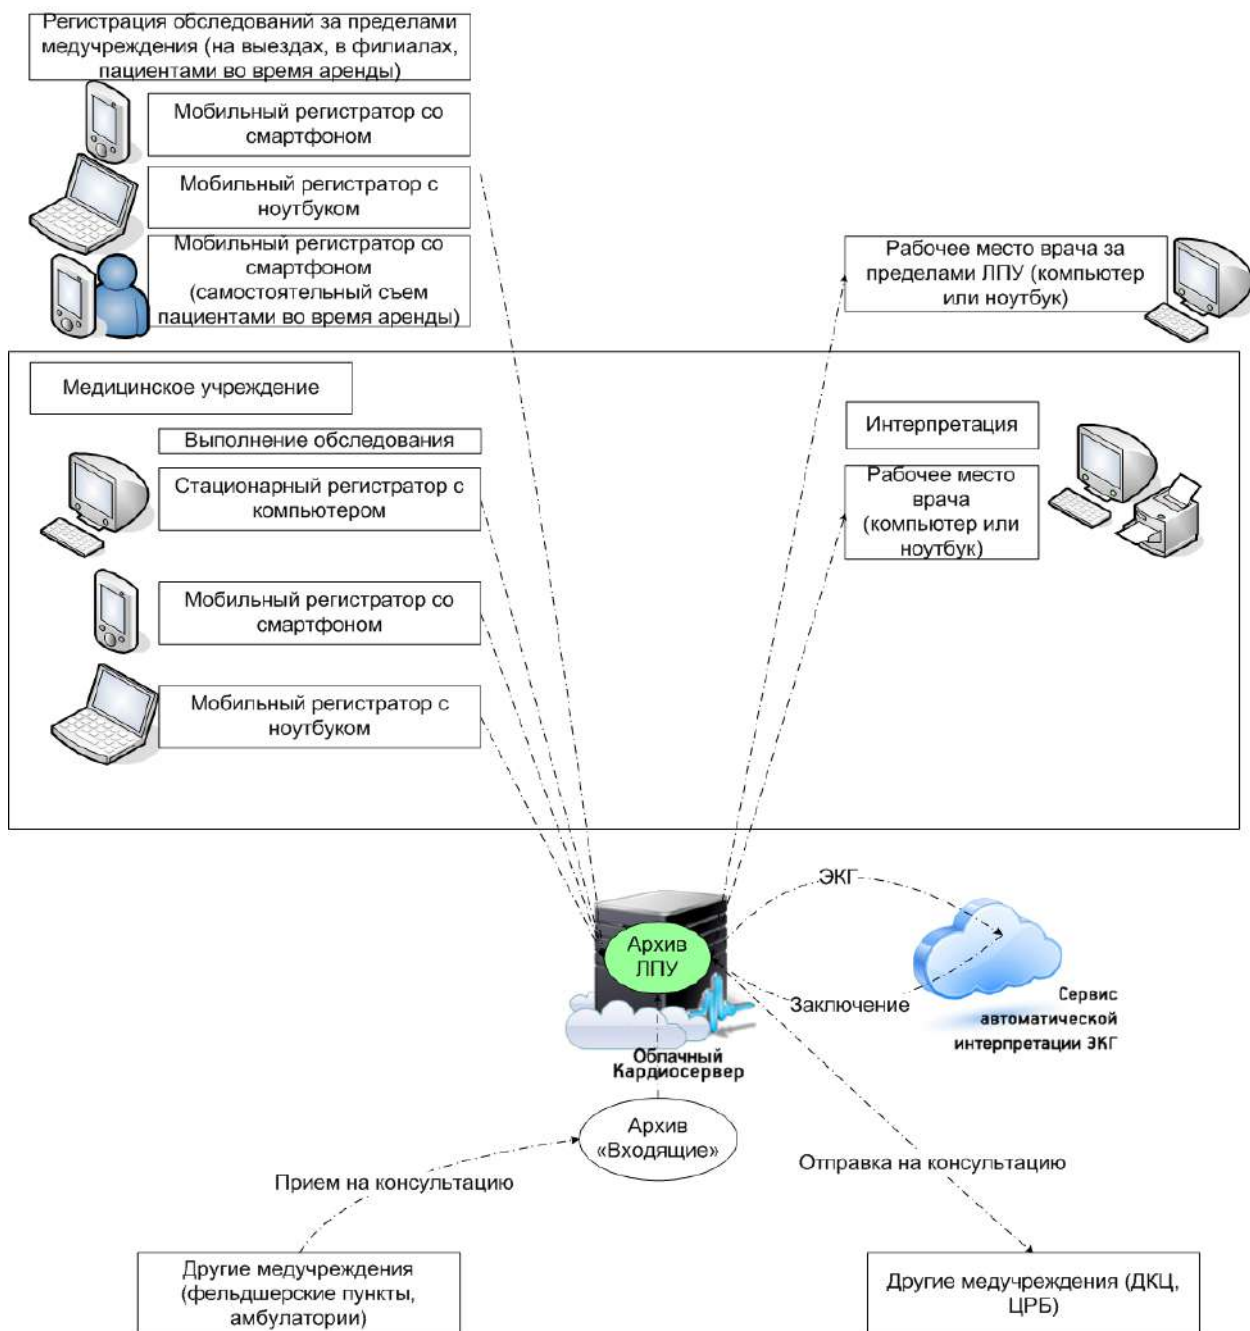 Регистрация обследований за пределами
медучреждения (на выездах, в филиалах,
пациентами во время аренды)
Мобильный регистратор со
смартфоном
Мобильный регистратор с
ноутбуком
Мобильный регистратор со
смартфоном
(самостоятельный съем
пациентами во время аренды)
Рабочее место врача за
пределами ЛПУ (компьютер
или ноутбук)
Медицинское учреждение
Выполнение обследования
Стационарный регистратор с
компьютером
Мобильный регистратор со
смартфоном
Мобильный регистратор с
ноутбуком
Интерпретация
Рабочее место
врача
(компьютер или
ноутбук)
ЭКГ
Архив
ЛПУ
Заключение
Сервис
автоматической
интерпретации ЭКГ
Облачный
Кардиосервер
Архив
«Входящие»
Прием на консультацию
Отправка на консультацию
Другие медучреждения
(фельдшерские пункты,
амбулатории)
Другие медучреждения (ДКЦ,
ЦРБ)